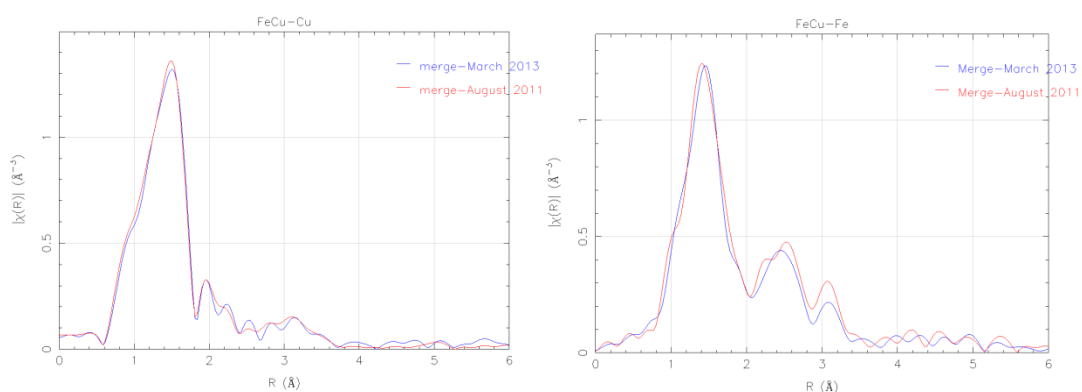 FeCu-Cu
merge-March 2013
merge-August 2011
1
0.5
0
|χ(R)| (Å⁻³)
0 1 2 3 4 5 6
R (Å)
FeCu-Fe
Merge-March 2013
Merge-August 2011
1
0.5
0
|χ(R)| (Å⁻³)
0 1 2 3 4 5 6
R (Å)